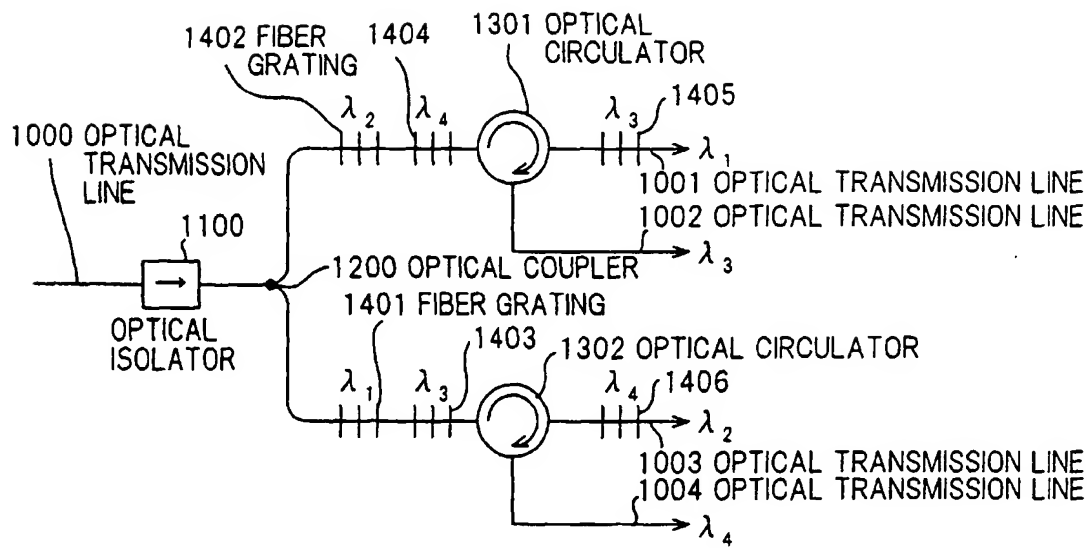 1402 FIBER
GRATING
1404
1301 OPTICAL
CIRCULATOR
λ2
λ4
λ3
1405
1000 OPTICAL
TRANSMISSION
LINE
λ1
1001 OPTICAL TRANSMISSION LINE
1002 OPTICAL TRANSMISSION LINE
λ3
1100
1200 OPTICAL COUPLER
OPTICAL
ISOLATOR
1401 FIBER GRATING
1403
1302 OPTICAL CIRCULATOR
λ1
λ3
λ4
1406
λ2
1003 OPTICAL TRANSMISSION LINE
1004 OPTICAL TRANSMISSION LINE
λ4